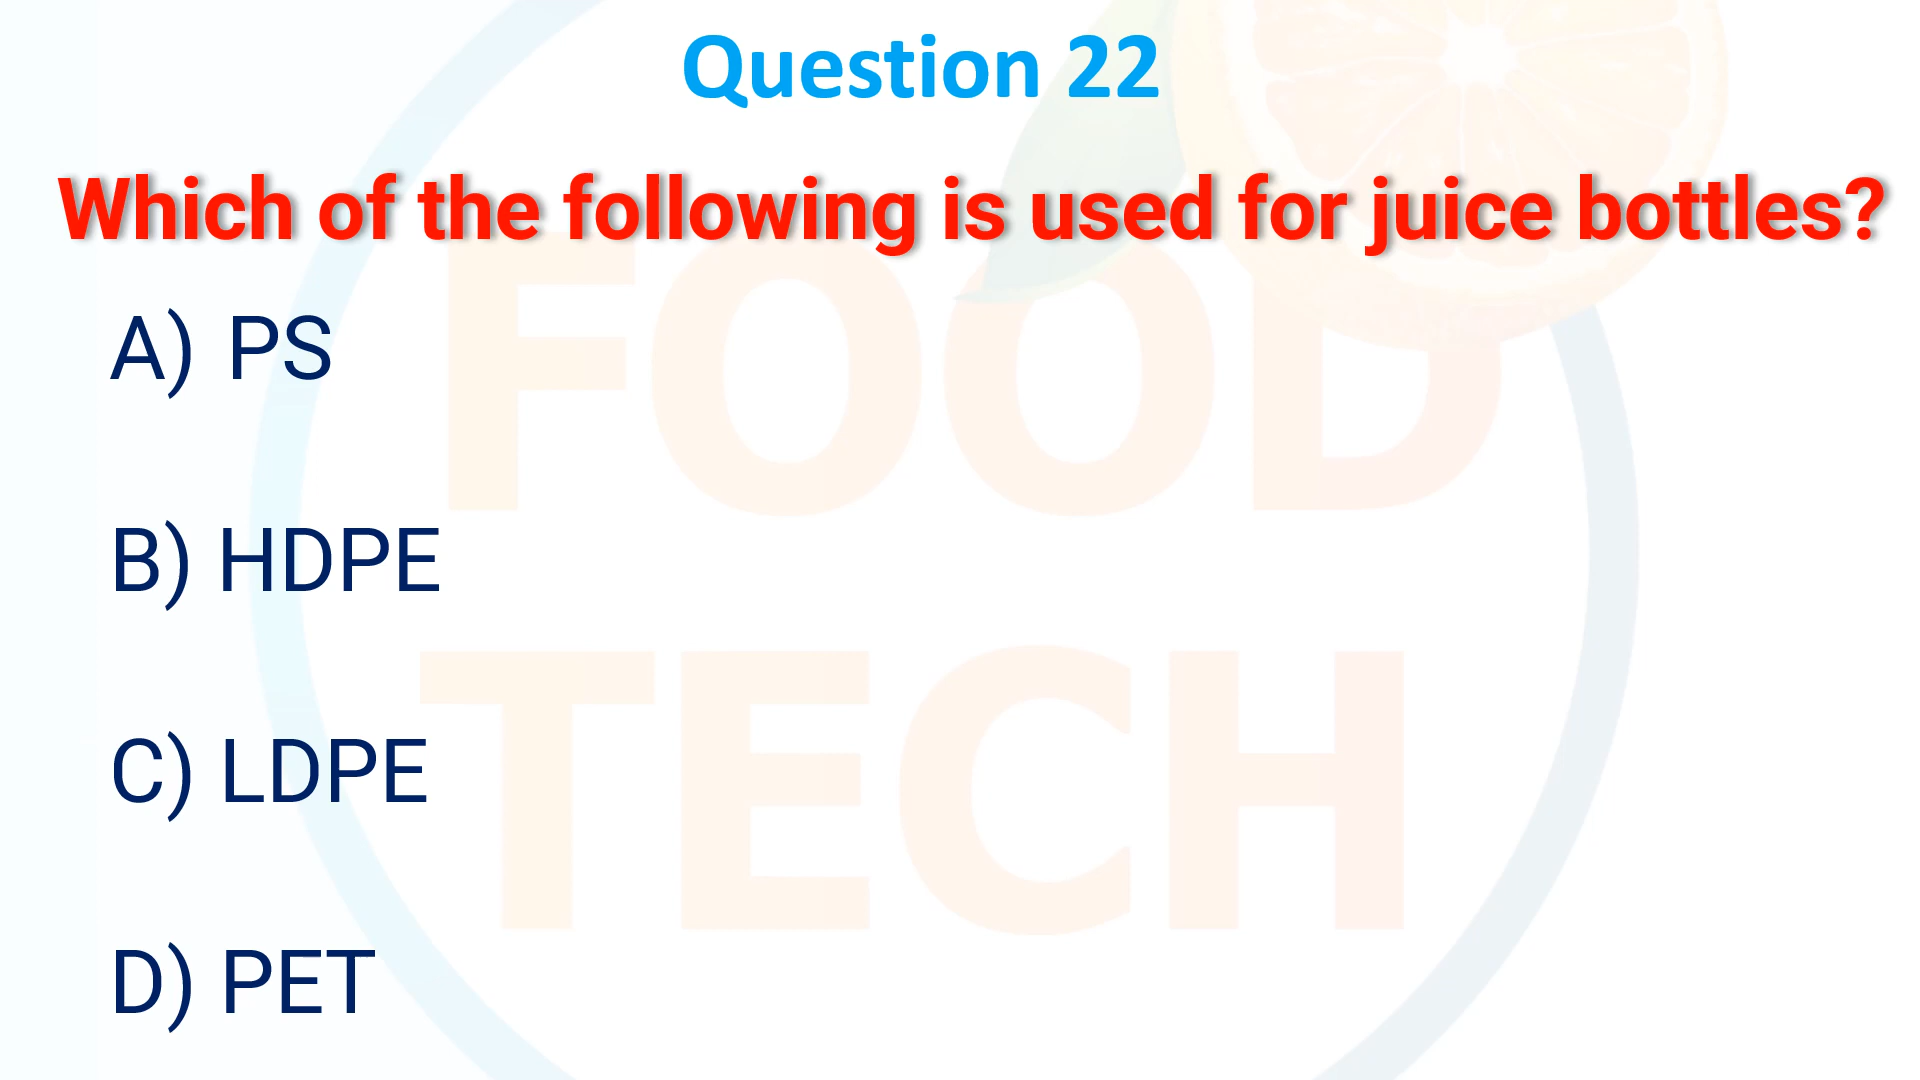 Question 22
Which of the following is used for juice bottles?
A) PS
B) HDPE
C) LDPE
D) PET
FOOD
TECH